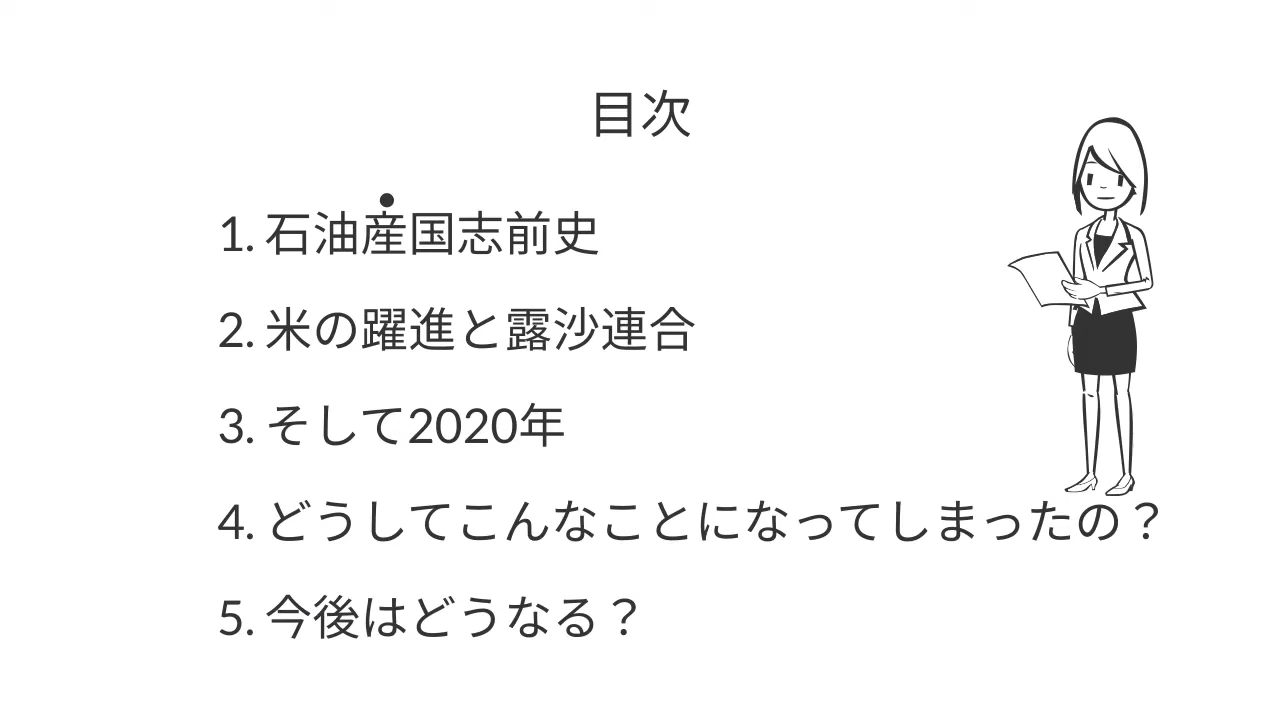 目次
1. 石油産国志前史
2. 米の躍進と露沙連合
3. そして2020年
4. どうしてこんなことになってしまったの？
5. 今後はどうなる？